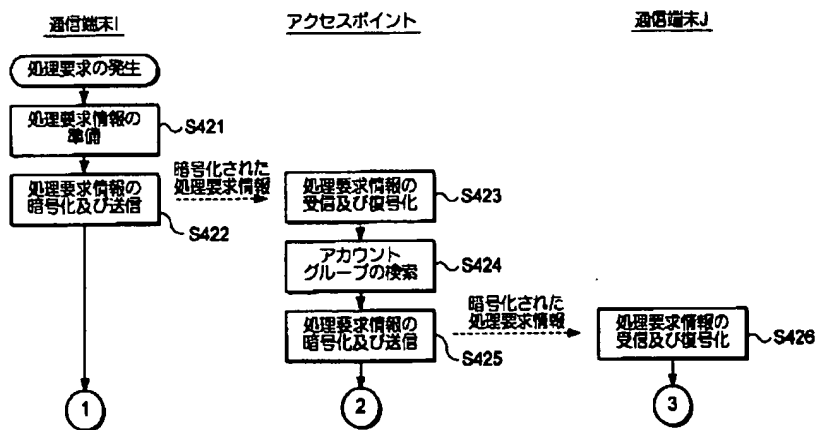 通信端末I
アクセスポイント
通信端末J
処理要求の発生
処理要求情報の
準備
S421
処理要求情報の
暗号化及び送信
S422
暗号化された
処理要求情報
処理要求情報の
受信及び復号化
S423
アカウント
グループの検索
S424
処理要求情報の
暗号化及び送信
S425
暗号化された
処理要求情報
処理要求情報の
受信及び復号化
S426
1
2
3